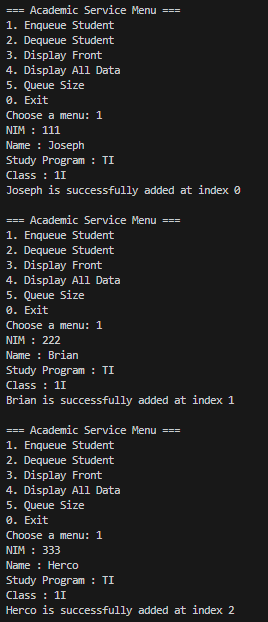 === Academic Service Menu ===
1. Enqueue Student
2. Dequeue Student
3. Display Front
4. Display All Data
5. Queue Size
0. Exit
Choose a menu: 1
NIM : 111
Name : Joseph
Study Program : TI
Class : 1I
Joseph is successfully added at index 0
=== Academic Service Menu ===
1. Enqueue Student
2. Dequeue Student
3. Display Front
4. Display All Data
5. Queue Size
0. Exit
Choose a menu: 1
NIM : 222
Name : Brian
Study Program : TI
Class : 1I
Brian is successfully added at index 1
=== Academic Service Menu ===
1. Enqueue Student
2. Dequeue Student
3. Display Front
4. Display All Data
5. Queue Size
0. Exit
Choose a menu: 1
NIM : 333
Name : Herco
Study Program : TI
Class : 1I
Herco is successfully added at index 2